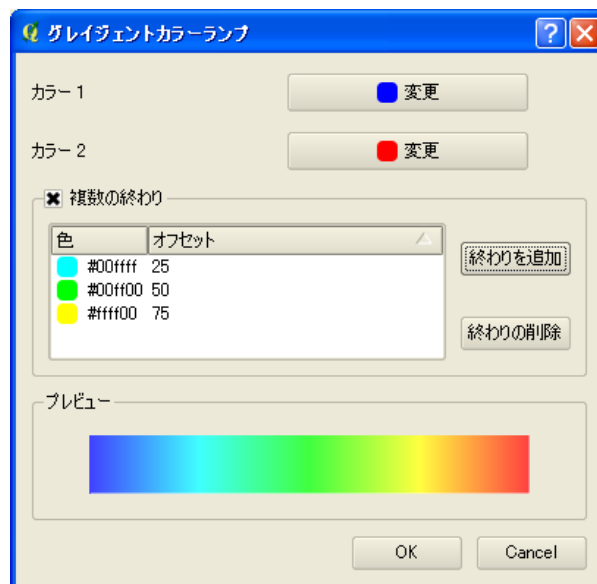 グレイジェントカラーランプ
カラー 1 変更
カラー 2 変更
複数の終わり
色 オフセット
#00ffff 25
#00ff00 50
#ffff00 75
終わりを追加
終わりの削除
プレビュー
OK Cancel